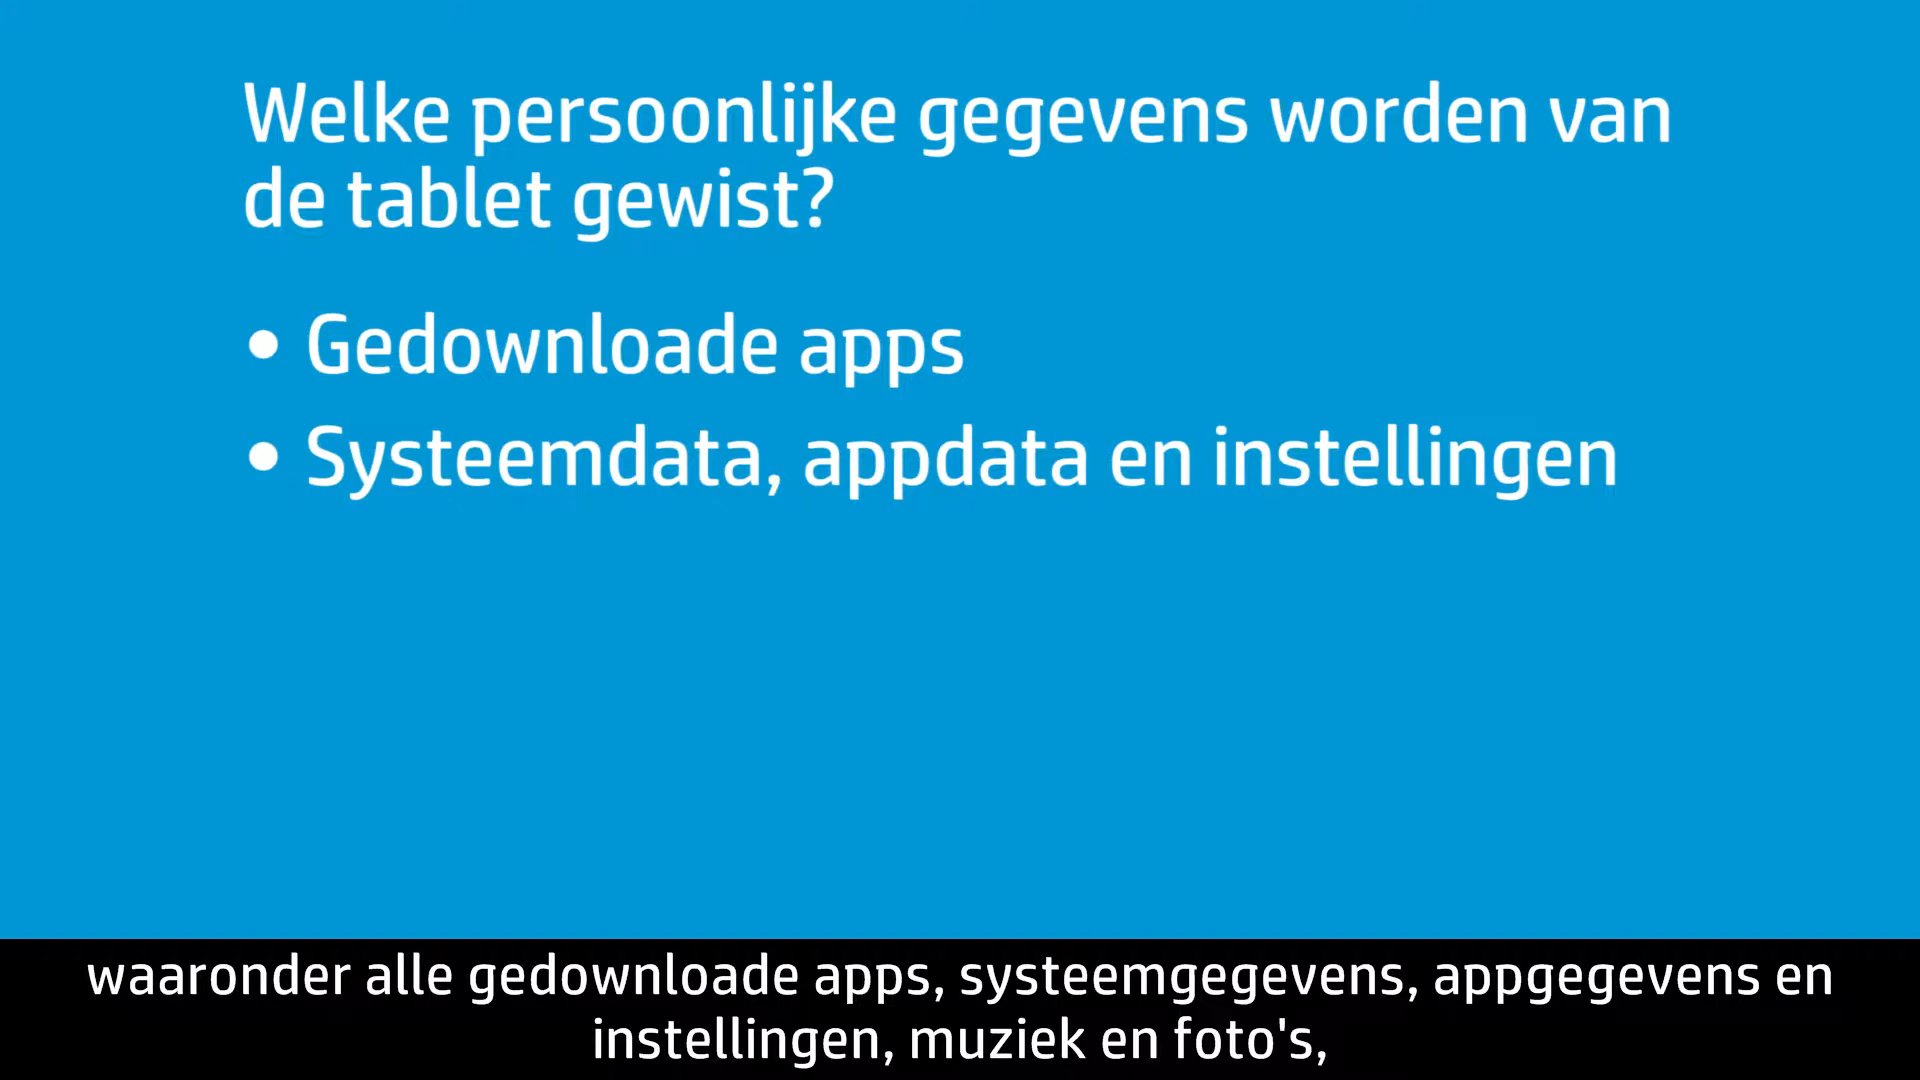 Welke persoonlijke gegevens worden van
de tablet gewist?
• Gedownloade apps
• Systeemdata, appdata en instellingen
waaronder alle gedownloade apps, systeemgegevens, appgegevens en
instellingen, muziek en foto's,